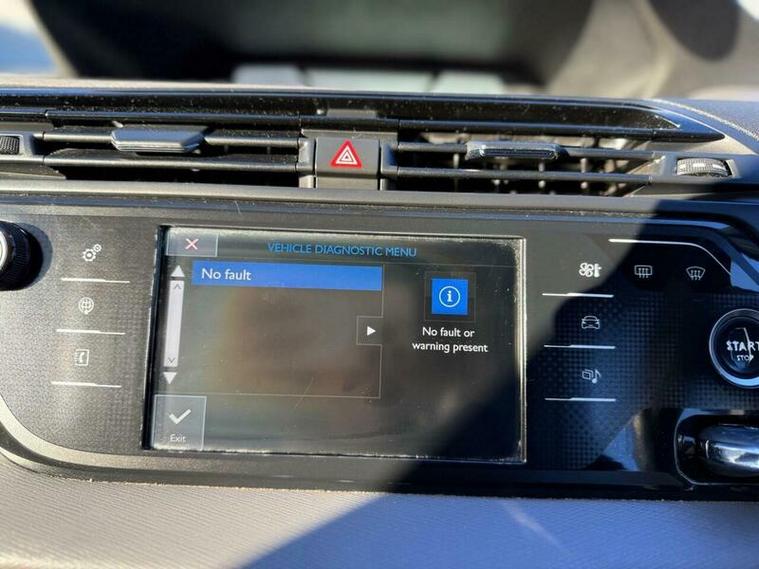 VEHICLE DIAGNOSTIC MENU
No fault
i
No fault or
warning present
Exit
START
STOP